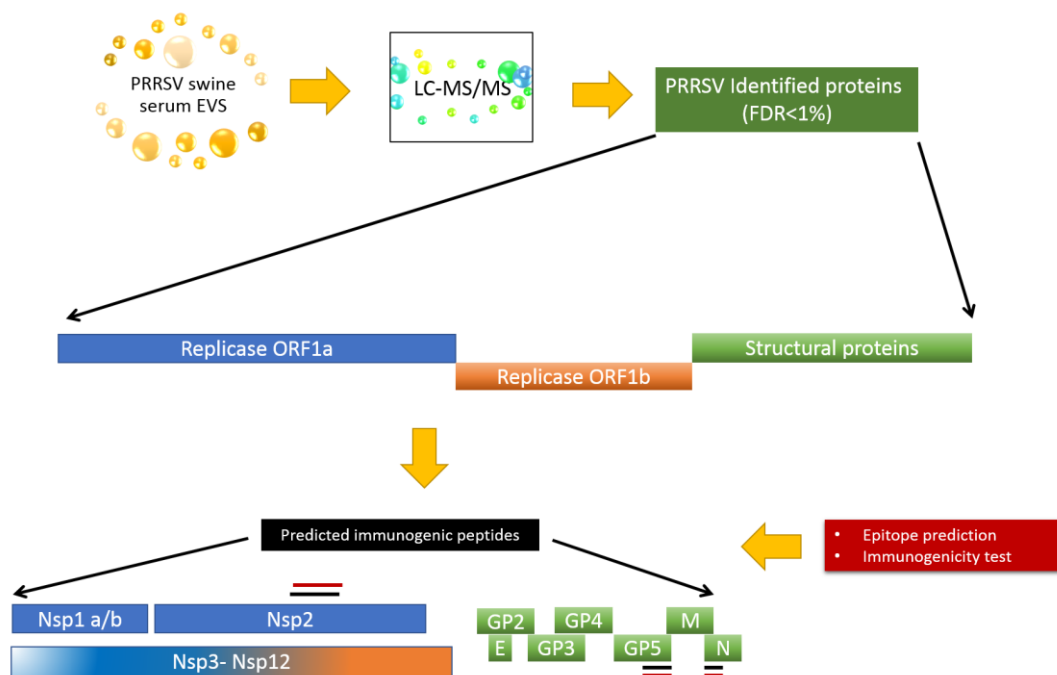 PRRSV swine
serum EVS
LC-MS/MS
PRRSV Identified proteins
(FDR<1%)
Replicase ORF1a
Structural proteins
Replicase ORF1b
Predicted immunogenic peptides
• Epitope prediction
• Immunogenicity test
Nsp1 a/b
Nsp2
GP2
GP4
M
E
GP3
GP5
N
Nsp3- Nsp12